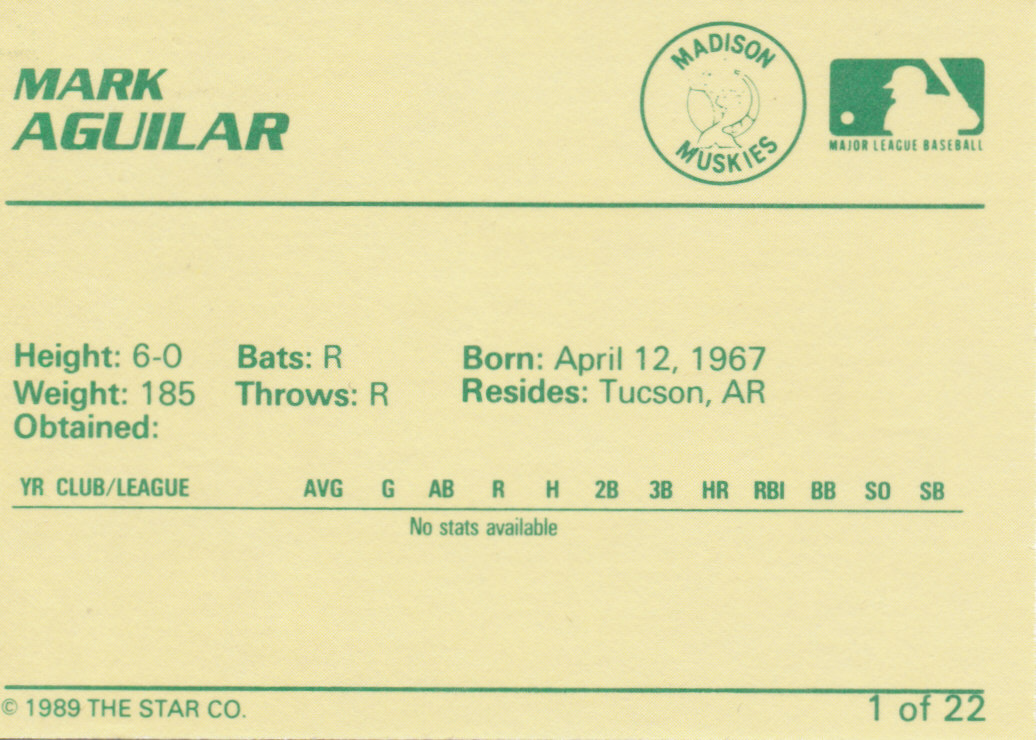 MARK
AGUILAR
MADISON
MUSKIES
MAJOR LEAGUE BASEBALL
Height: 6-0 Bats: R Born: April 12, 1967
Weight: 185 Throws: R Resides: Tucson, AR
Obtained:
YR CLUB/LEAGUE AVG G AB R H 2B 3B HR RBI BB SO SB
No stats available
© 1989 THE STAR CO. 1 of 22